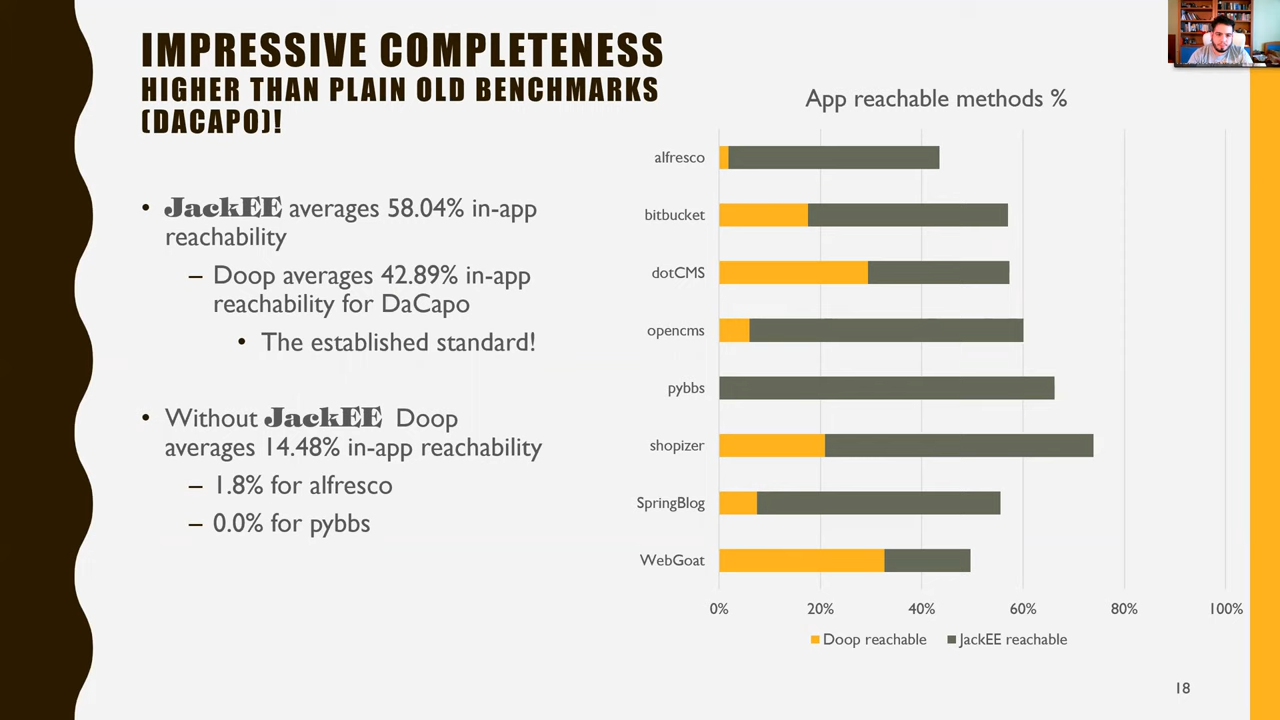 IMPRESSIVE COMPLETENESS
HIGHER THAN PLAIN OLD BENCHMARKS
(DACAPO)!
• JackEE averages 58.04% in-app
reachability
– Doop averages 42.89% in-app
reachability for DaCapo
• The established standard!
• Without JackEE Doop
averages 14.48% in-app reachability
– 1.8% for alfresco
– 0.0% for pybbs
App reachable methods %
alfresco
bitbucket
dotCMS
opencms
pybbs
shopizer
SpringBlog
WebGoat
0% 20% 40% 60% 80% 100%
Doop reachable JackEE reachable
18